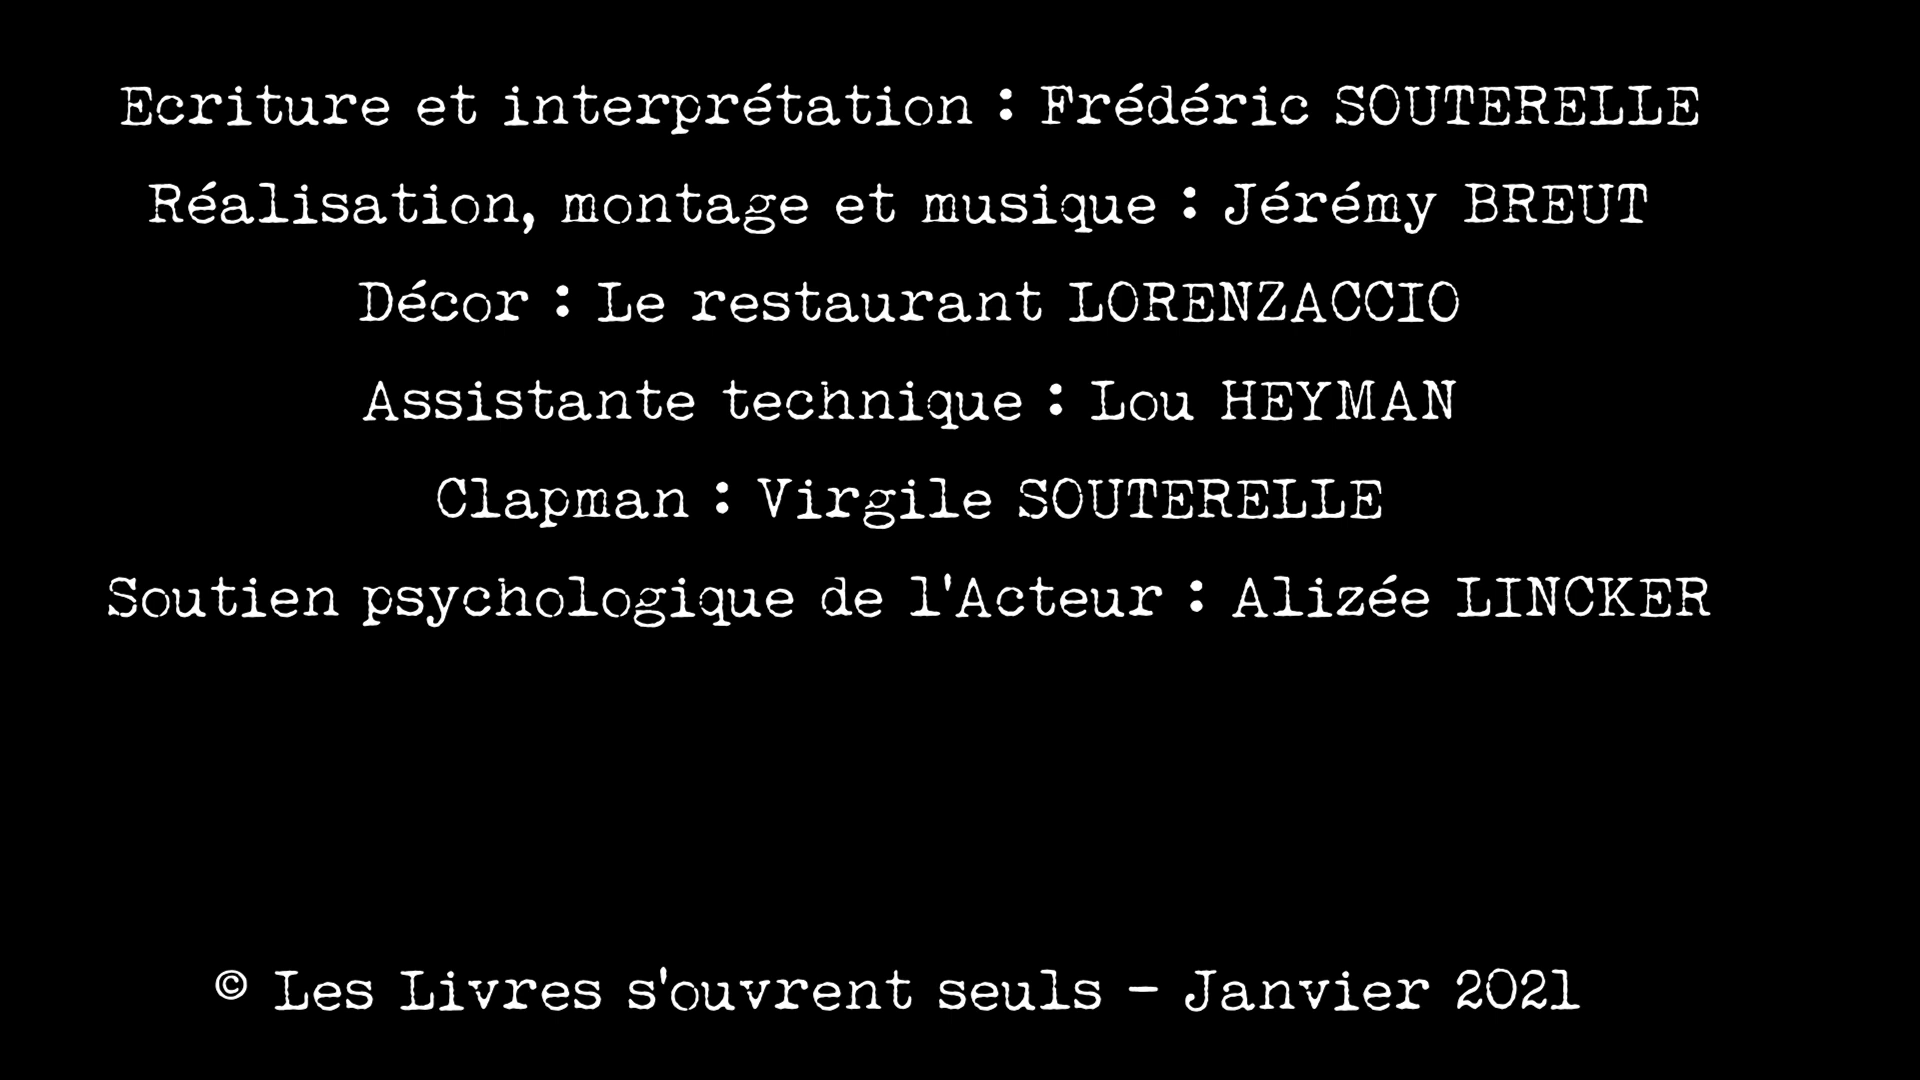 Ecriture et interprétation : Frédéric SOUTERELLE
Réalisation, montage et musique : Jérémy BREUT
Décor : Le restaurant LORENZACCIO
Assistante technique : Lou HEYMAN
Clapman : Virgile SOUTERELLE
Soutien psychologique de l'Acteur : Alizée LINCKER
© Les Livres s'ouvrent seuls - Janvier 2021